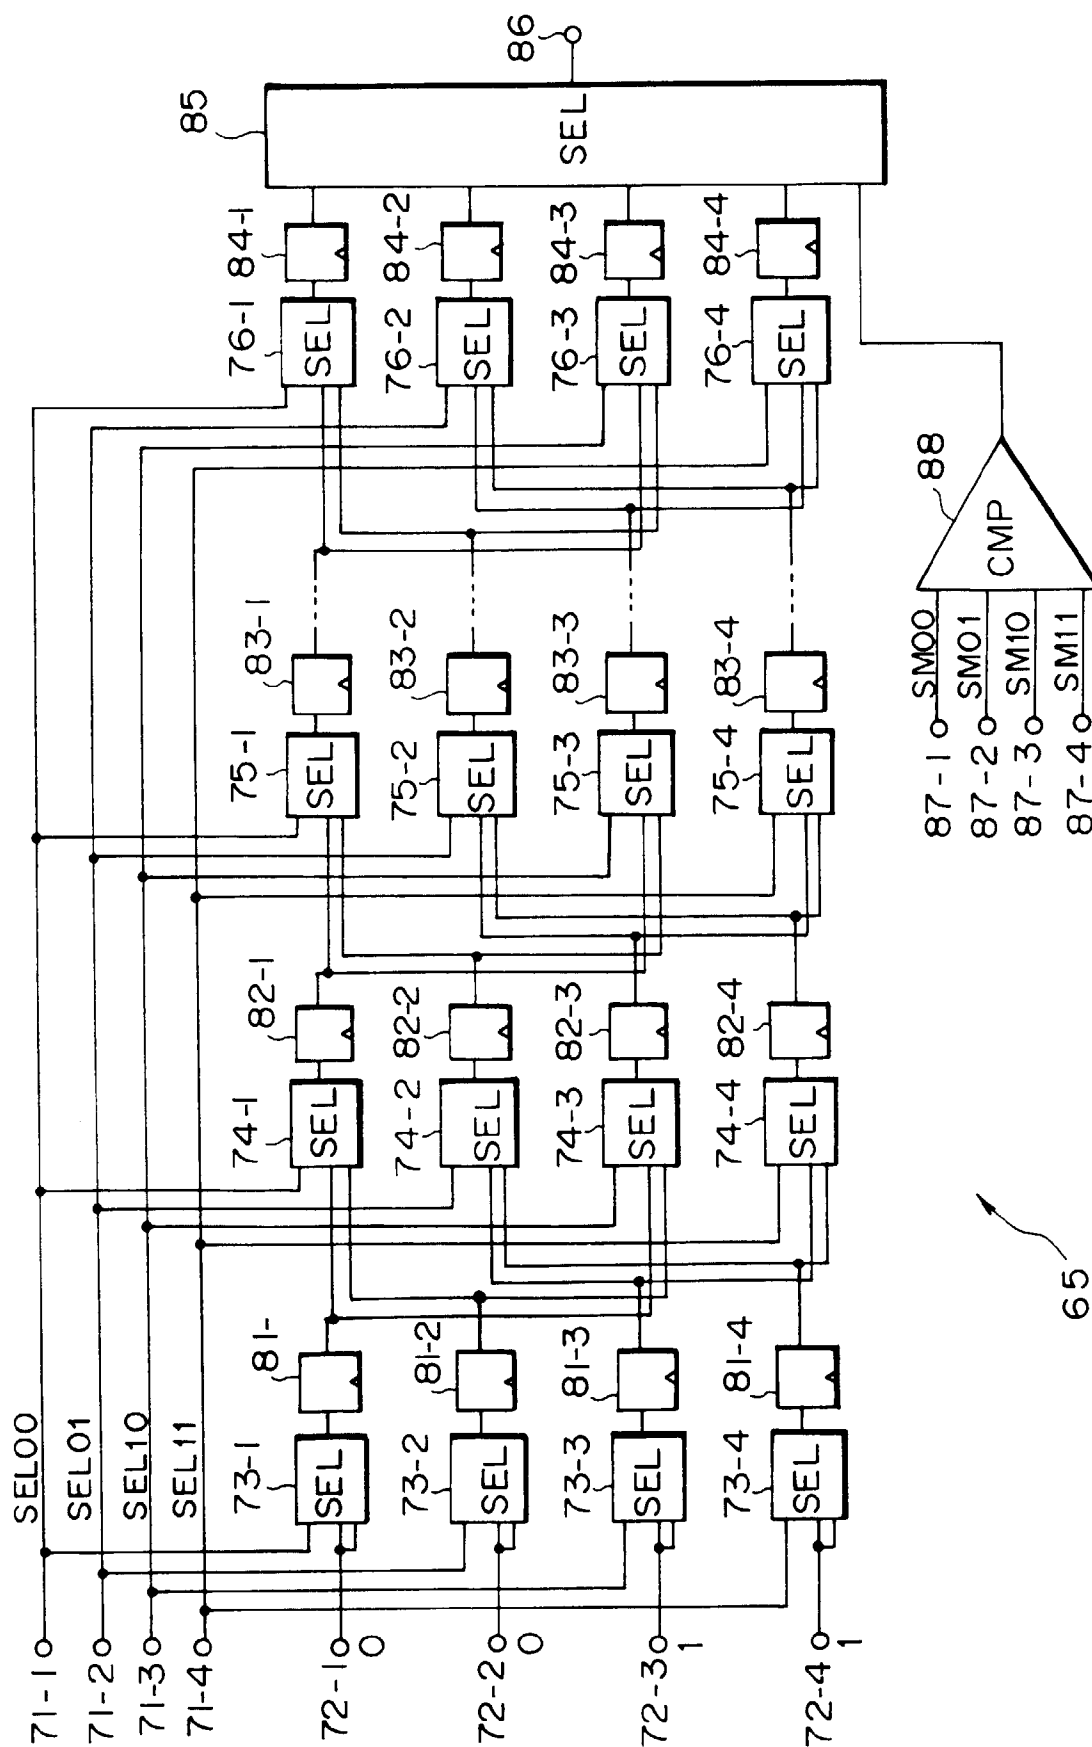 71-1
SEL00
71-2
SEL01
71-3
SEL10
71-4
SEL11
72-1
0
72-2
0
72-3
1
72-4
1
73-1
SEL
81-
73-2
SEL
81-2
73-3
SEL
81-3
73-4
SEL
81-4
74-1
SEL
82-1
74-2
SEL
82-2
74-3
SEL
82-3
74-4
SEL
82-4
75-1
SEL
83-1
75-2
SEL
83-2
75-3
SEL
83-3
75-4
SEL
83-4
76-1
SEL
84-1
76-2
SEL
84-2
76-3
SEL
84-3
76-4
SEL
84-4
85
SEL
86
87-1
SM00
87-2
SM01
87-3
SM10
87-4
SM11
CMP
88
65